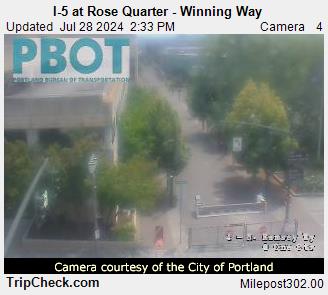 I-5 at Rose Quarter - Winning Way
Updated Jul 28 2024 2:33 PM Camera 4
PBOT
PORTLAND BUREAU OF TRANSPORTATION
Camera courtesy of the City of Portland
TripCheck.com Milepost302.00